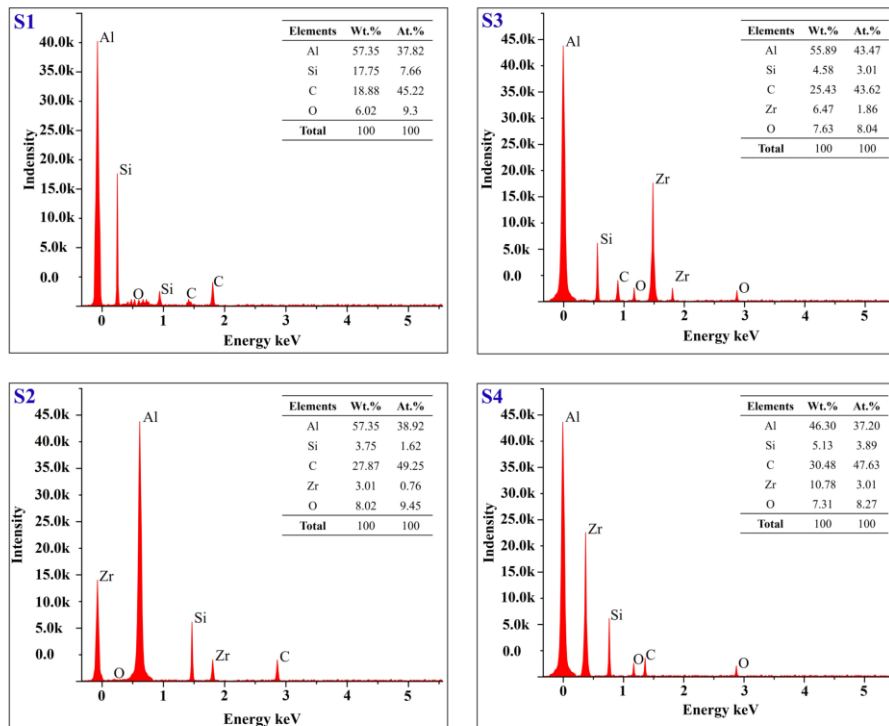 S1
Elements Wt.% At.%
Al 57.35 37.82
Si 17.75 7.66
C 18.88 45.22
O 6.02 9.3
Total 100 100
40.0k
35.0k
30.0k
25.0k
20.0k
15.0k
10.0k
5.0k
0.0
Indensity
Al
Si
O
Si
C
C
0 1 2 3 4 5
Energy keV
S3
Elements Wt.% At.%
Al 55.89 43.47
Si 4.58 3.01
C 25.43 43.62
Zr 6.47 1.86
O 7.63 8.04
Total 100 100
45.0k
40.0k
35.0k
30.0k
25.0k
20.0k
15.0k
10.0k
5.0k
0.0
Indensity
Al
Si
C
O
Zr
Zr
O
0 1 2 3 4 5
Energy keV
S2
Elements Wt.% At.%
Al 57.35 38.92
Si 3.75 1.62
C 27.87 49.25
Zr 3.01 0.76
O 8.02 9.45
Total 100 100
45.0k
40.0k
35.0k
30.0k
25.0k
20.0k
15.0k
10.0k
5.0k
0.0
Intensity
Zr
O
Al
Si
Zr
C
0 1 2 3 4 5
Energy keV
S4
Elements Wt.% At.%
Al 46.30 37.20
Si 5.13 3.89
C 30.48 47.63
Zr 10.78 3.01
O 7.31 8.27
Total 100 100
45.0k
40.0k
35.0k
30.0k
25.0k
20.0k
15.0k
10.0k
5.0k
0.0
Indensity
Al
Zr
Si
O
C
O
0 1 2 3 4 5
Energy keV